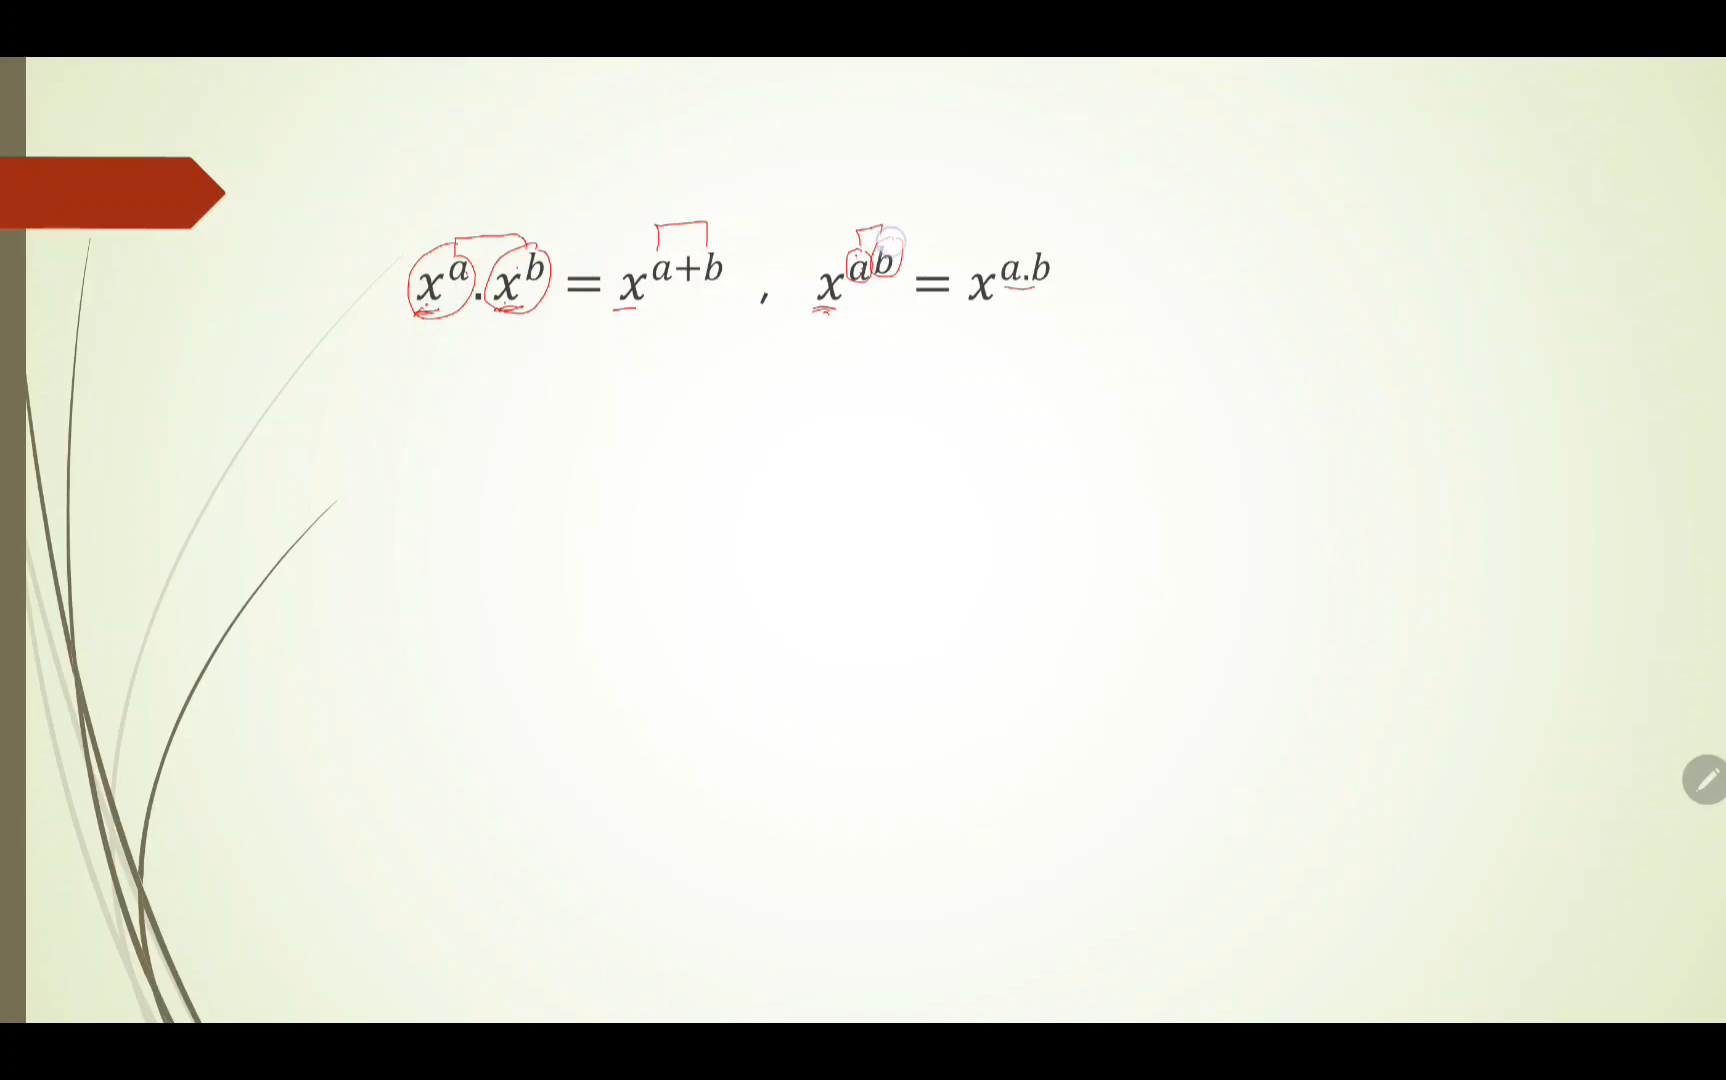 xᵃ.xᵇ = xᵃ⁺ᵇ , xᵃᵇ = xᵃ·ᵇ